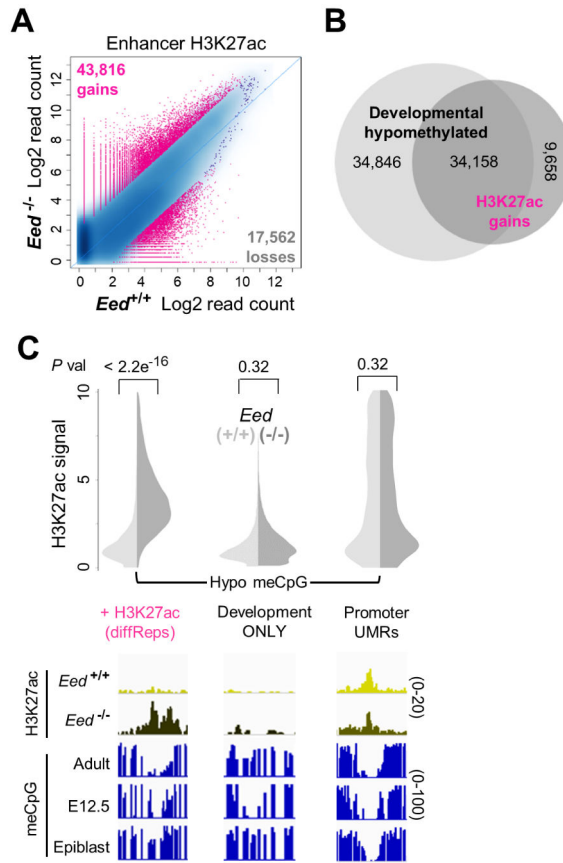 A
Enhancer H3K27ac
43,816
gains
12
10
8
6
4
2
0
Eed -/- Log2 read count
17,562
losses
0 2 4 6 8 10 12
Eed+/+ Log2 read count
B
Developmental
hypomethylated
34,846
34,158
9,658
H3K27ac
gains
C
P val
< 2.2e-16
0.32
0.32
H3K27ac signal
10
5
0
Eed
(+/+) (-/-)
Hypo meCpG
+ H3K27ac
(diffReps)
Development
ONLY
Promoter
UMRs
H3K27ac
Eed +/+
Eed -/-
(0-20)
meCpG
Adult
E12.5
Epiblast
(0-100)